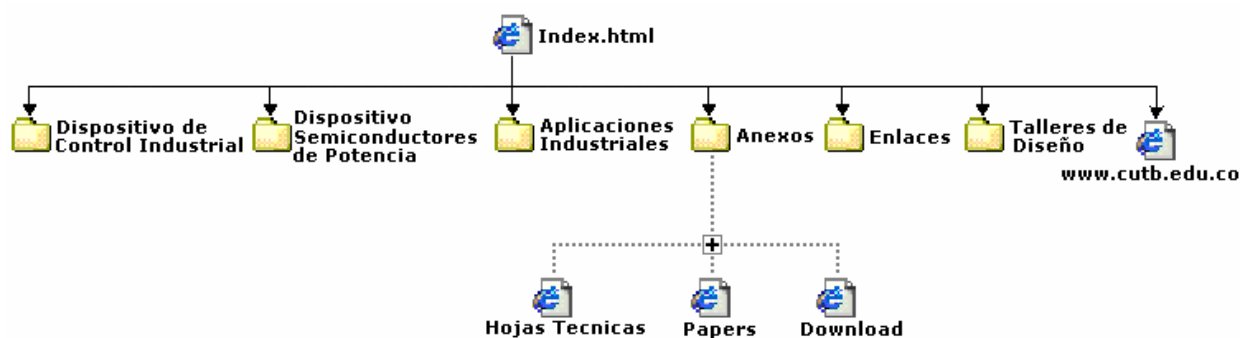 Index.html
Dispositivo de
Control Industrial
Dispositivo
Semiconductores
de Potencia
Aplicaciones
Industriales
Anexos
Enlaces
Talleres de
Diseño
www.cutb.edu.co
Hojas Tecnicas
Papers
Download